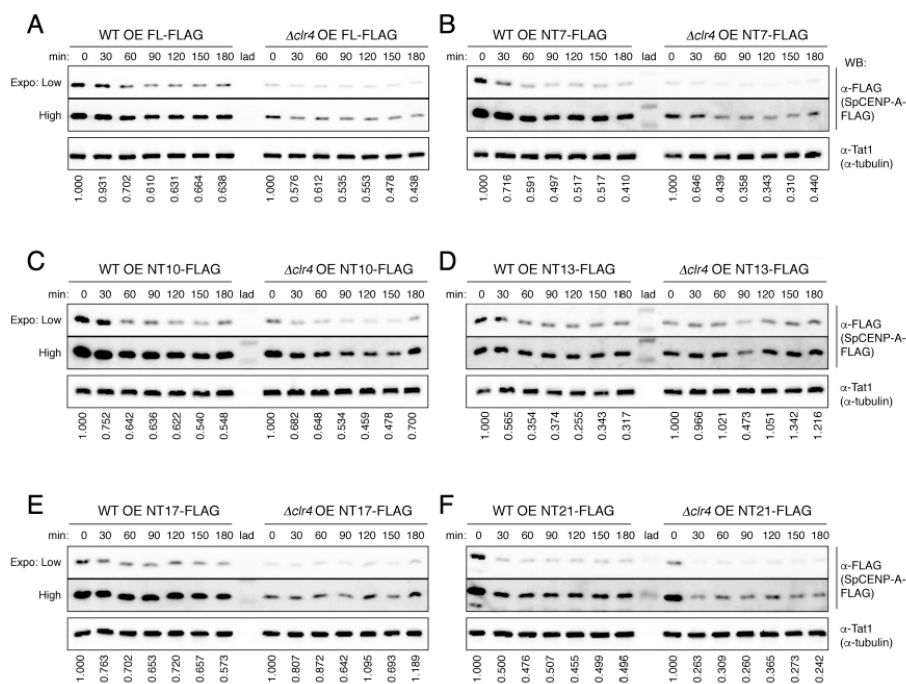 A
WT OE FL-FLAG
Δclr4 OE FL-FLAG
min: 0 30 60 90 120 150 180 lad 0 30 60 90 120 150 180
Expo: Low
High
1.000 0.931 0.702 0.610 0.631 0.664 0.638 1.000 0.576 0.612 0.535 0.553 0.478 0.438
B
WT OE NT7-FLAG
Δclr4 OE NT7-FLAG
WB:
0 30 60 90 120 150 180 lad 0 30 60 90 120 150 180
α-FLAG
(SpCENP-A-
FLAG)
α-Tat1
(α-tubulin)
1.000 0.716 0.591 0.497 0.517 0.517 0.410 1.000 0.646 0.439 0.358 0.343 0.310 0.440
C
WT OE NT10-FLAG
Δclr4 OE NT10-FLAG
min: 0 30 60 90 120 150 180 lad 0 30 60 90 120 150 180
Expo: Low
High
1.000 0.752 0.642 0.636 0.622 0.540 0.548 1.000 0.682 0.648 0.534 0.459 0.478 0.700
D
WT OE NT13-FLAG
Δclr4 OE NT13-FLAG
0 30 60 90 120 150 180 lad 0 30 60 90 120 150 180
α-FLAG
(SpCENP-A-
FLAG)
α-Tat1
(α-tubulin)
1.000 0.565 0.354 0.374 0.255 0.343 0.317 1.000 0.966 1.021 0.473 1.051 1.342 1.216
E
WT OE NT17-FLAG
Δclr4 OE NT17-FLAG
min: 0 30 60 90 120 150 180 lad 0 30 60 90 120 150 180
Expo: Low
High
1.000 0.763 0.702 0.653 0.720 0.657 0.573 1.000 0.807 0.872 0.642 1.095 0.693 1.189
F
WT OE NT21-FLAG
Δclr4 OE NT21-FLAG
min: 0 30 60 90 120 150 180 lad 0 30 60 90 120 150 180
α-FLAG
(SpCENP-A-
FLAG)
α-Tat1
(α-tubulin)
1.000 0.500 0.476 0.507 0.455 0.499 0.496 1.000 0.263 0.309 0.260 0.365 0.273 0.242